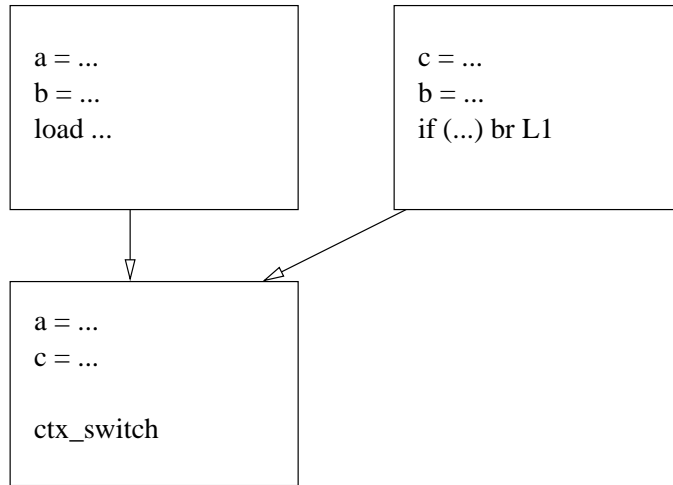 a = ...
b = ...
load ...
c = ...
b = ...
if (...) br L1
a = ...
c = ...
ctx_switch